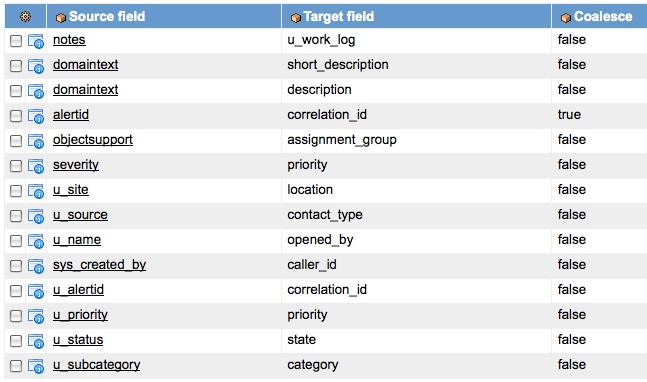 Source field Target field Coalesce
notes u_work_log false
domaintext short_description false
domaintext description false
alertid correlation_id true
objectsupport assignment_group false
severity priority false
u_site location false
u_source contact_type false
u_name opened_by false
sys_created_by caller_id false
u_alertid correlation_id false
u_priority priority false
u_status state false
u_subcategory category false